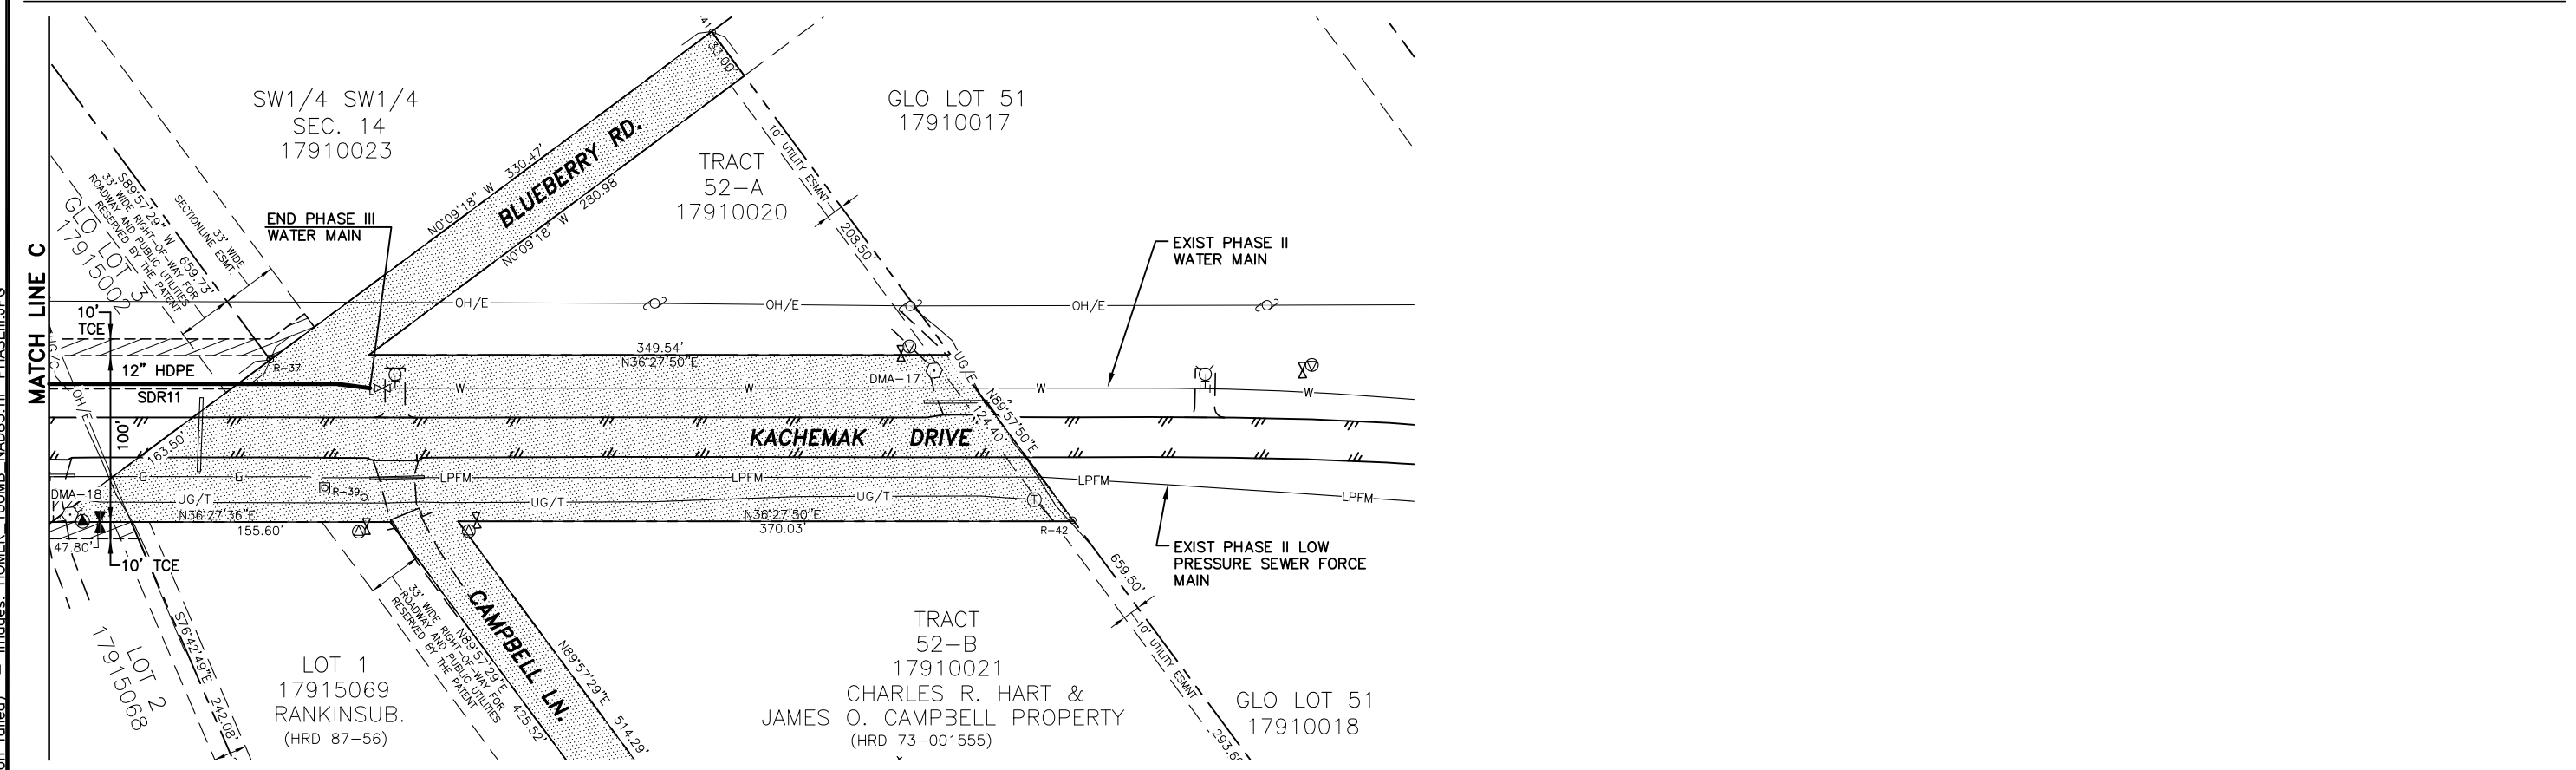 MATCH LINE C
SW1/4 SW1/4
SEC. 14
17910023
GLO LOT 51
17910017
TRACT
52-A
17910020
33.00'
10' UTILITY ESMNT
208.50'
N0°09'18" W 330.47'
BLUEBERRY RD.
N0°09'18" W 280.98'
S89°57'29" W 659.73'
33' WIDE RIGHT-OF-WAY FOR
ROADWAY AND PUBLIC UTILITIES
RESERVED BY THE PATENT
33' WIDE
SECTIONLINE ESMT.
GLO LOT 3
17915002
END PHASE III
WATER MAIN
EXIST PHASE II
WATER MAIN
OH/E
OH/E
OH/E
10'
TCE
12" HDPE
SDR11
R-37
349.54'
N36°27'50"E
DMA-17
UG/E
W
W
W
W
W
OH/E
100'
163.50'
KACHEMAK DRIVE
124.40'
N89°57'50"E
G
G
LPFM
LPFM
LPFM
LPFM
DMA-18
R-39
UG/T
UG/T
UG/T
T
N36°27'36"E
155.60'
N36°27'50"E
370.03'
R-42
47.80'
10' TCE
EXIST PHASE II LOW
PRESSURE SEWER FORCE
MAIN
659.50'
10' UTILITY ESMNT
293.6
LOT 2
17915068
S76°42'49"E 242.08'
LOT 1
17915069
RANKINSUB.
(HRD 87-56)
33' WIDE RIGHT-OF-WAY FOR
ROADWAY AND PUBLIC UTILITIES
RESERVED BY THE PATENT
N89°57'29"E 425.52'
CAMPBELL LN.
N89°57'29"E 514.29'
TRACT
52-B
17910021
CHARLES R. HART &
JAMES O. CAMPBELL PROPERTY
(HRD 73-001555)
GLO LOT 51
17910018